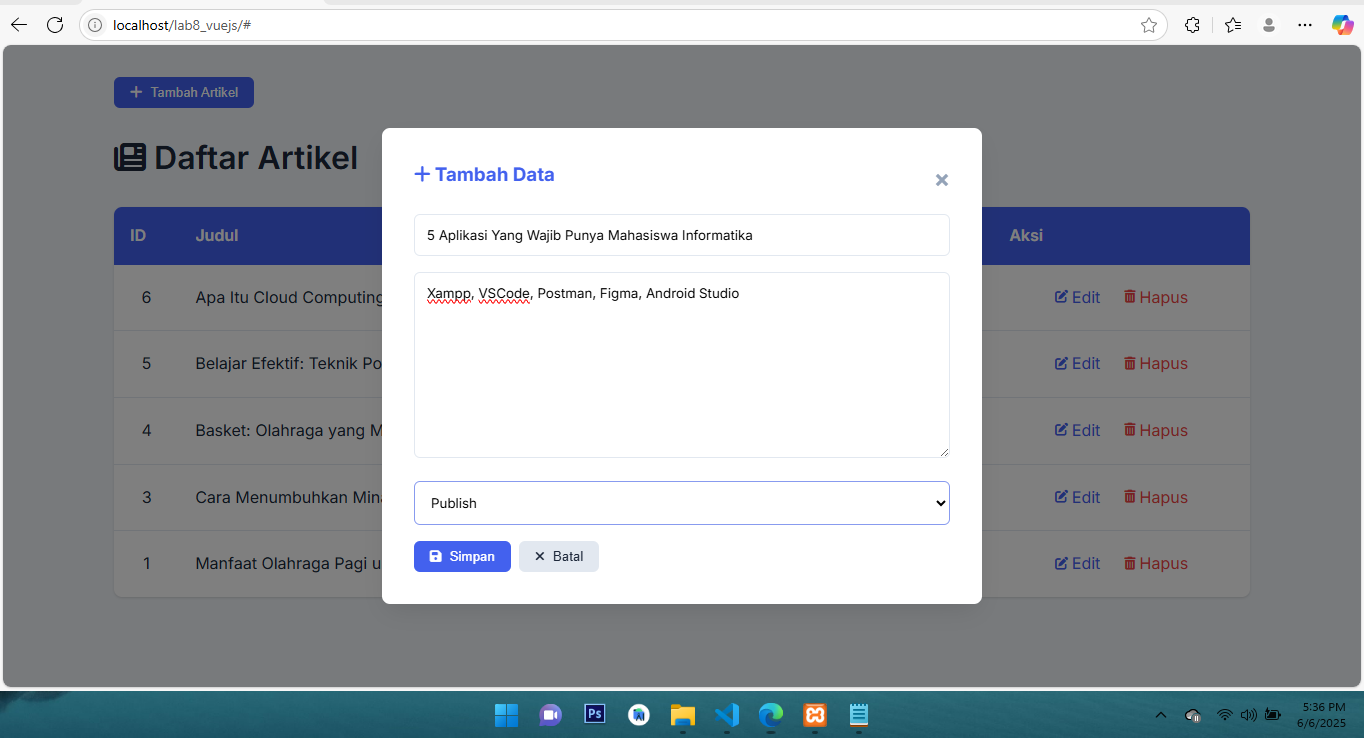 localhost/lab8_vuejs/#
Tambah Artikel
Daftar Artikel
Tambah Data
ID Judul Aksi
5 Aplikasi Yang Wajib Punya Mahasiswa Informatika
Xampp, VSCode, Postman, Figma, Android Studio
6 Apa Itu Cloud Computing Edit Hapus
5 Belajar Efektif: Teknik Po Edit Hapus
4 Basket: Olahraga yang M Edit Hapus
3 Cara Menumbuhkan Min Edit Hapus
Publish
1 Manfaat Olahraga Pagi u Edit Hapus
Simpan Batal
Ps
5:36 PM
6/6/2025